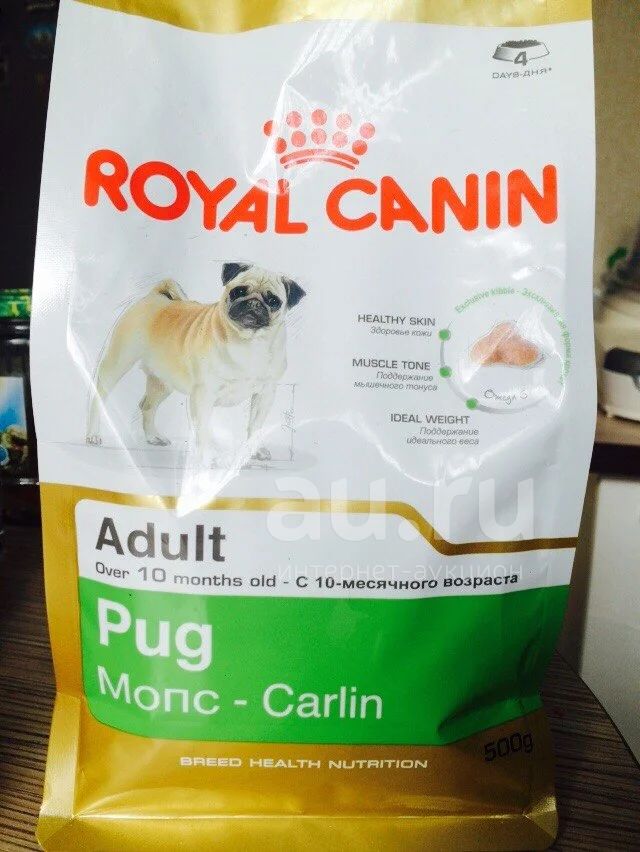 4
DAYS-ДНЯ*
ROYAL CANIN
Exclusive kibble -
HEALTHY SKIN
Здоровье кожи
MUSCLE TONE
Поддержание
мышечного тонуса
IDEAL WEIGHT
Поддержание
идеального веса
au.ru
интернет-аукцион
Adult
Over 10 months old - С 10-месячного возраста
Pug
Мопс - Carlin
500g
BREED HEALTH NUTRITION